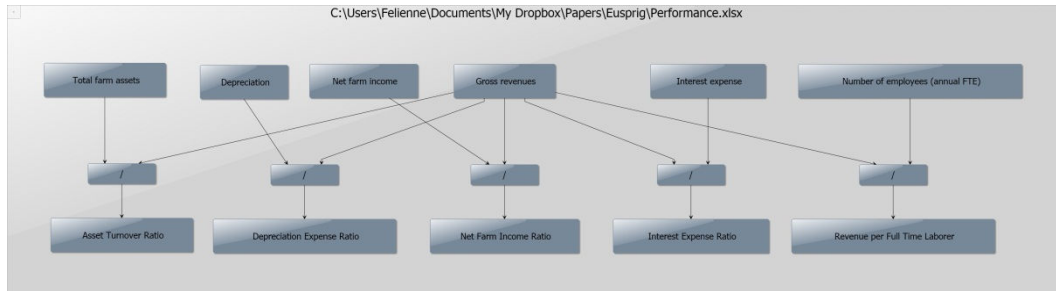 C:\Users\Felienne\Documents\My Dropbox\Papers\Eusprig\Performance.xlsx
Total farm assets
Depreciation
Net farm income
Gross revenues
Interest expense
Number of employees (annual FTE)
/
/
/
/
/
Asset Turnover Ratio
Depreciation Expense Ratio
Net Farm Income Ratio
Interest Expense Ratio
Revenue per Full Time Laborer